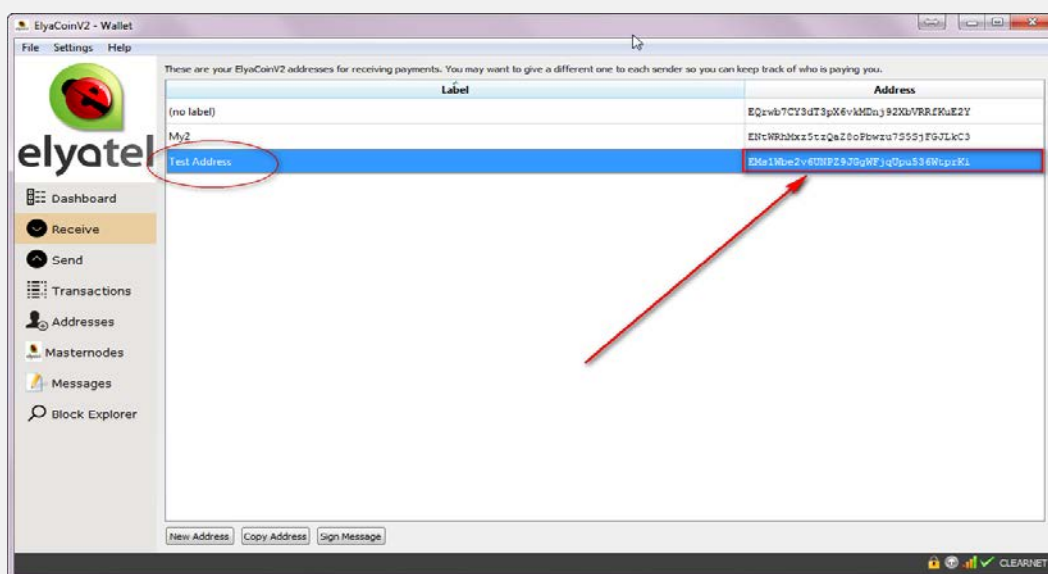 ElyaCoinV2 - Wallet
File Settings Help
These are your ElyaCoinV2 addresses for receiving payments. You may want to give a different one to each sender so you can keep track of who is paying you.
Label Address
(no label)
My2
Test Address
elyatel
Dashboard
Receive
Send
Transactions
Addresses
Masternodes
Messages
Block Explorer
New Address Copy Address Sign Message
CLEARNET